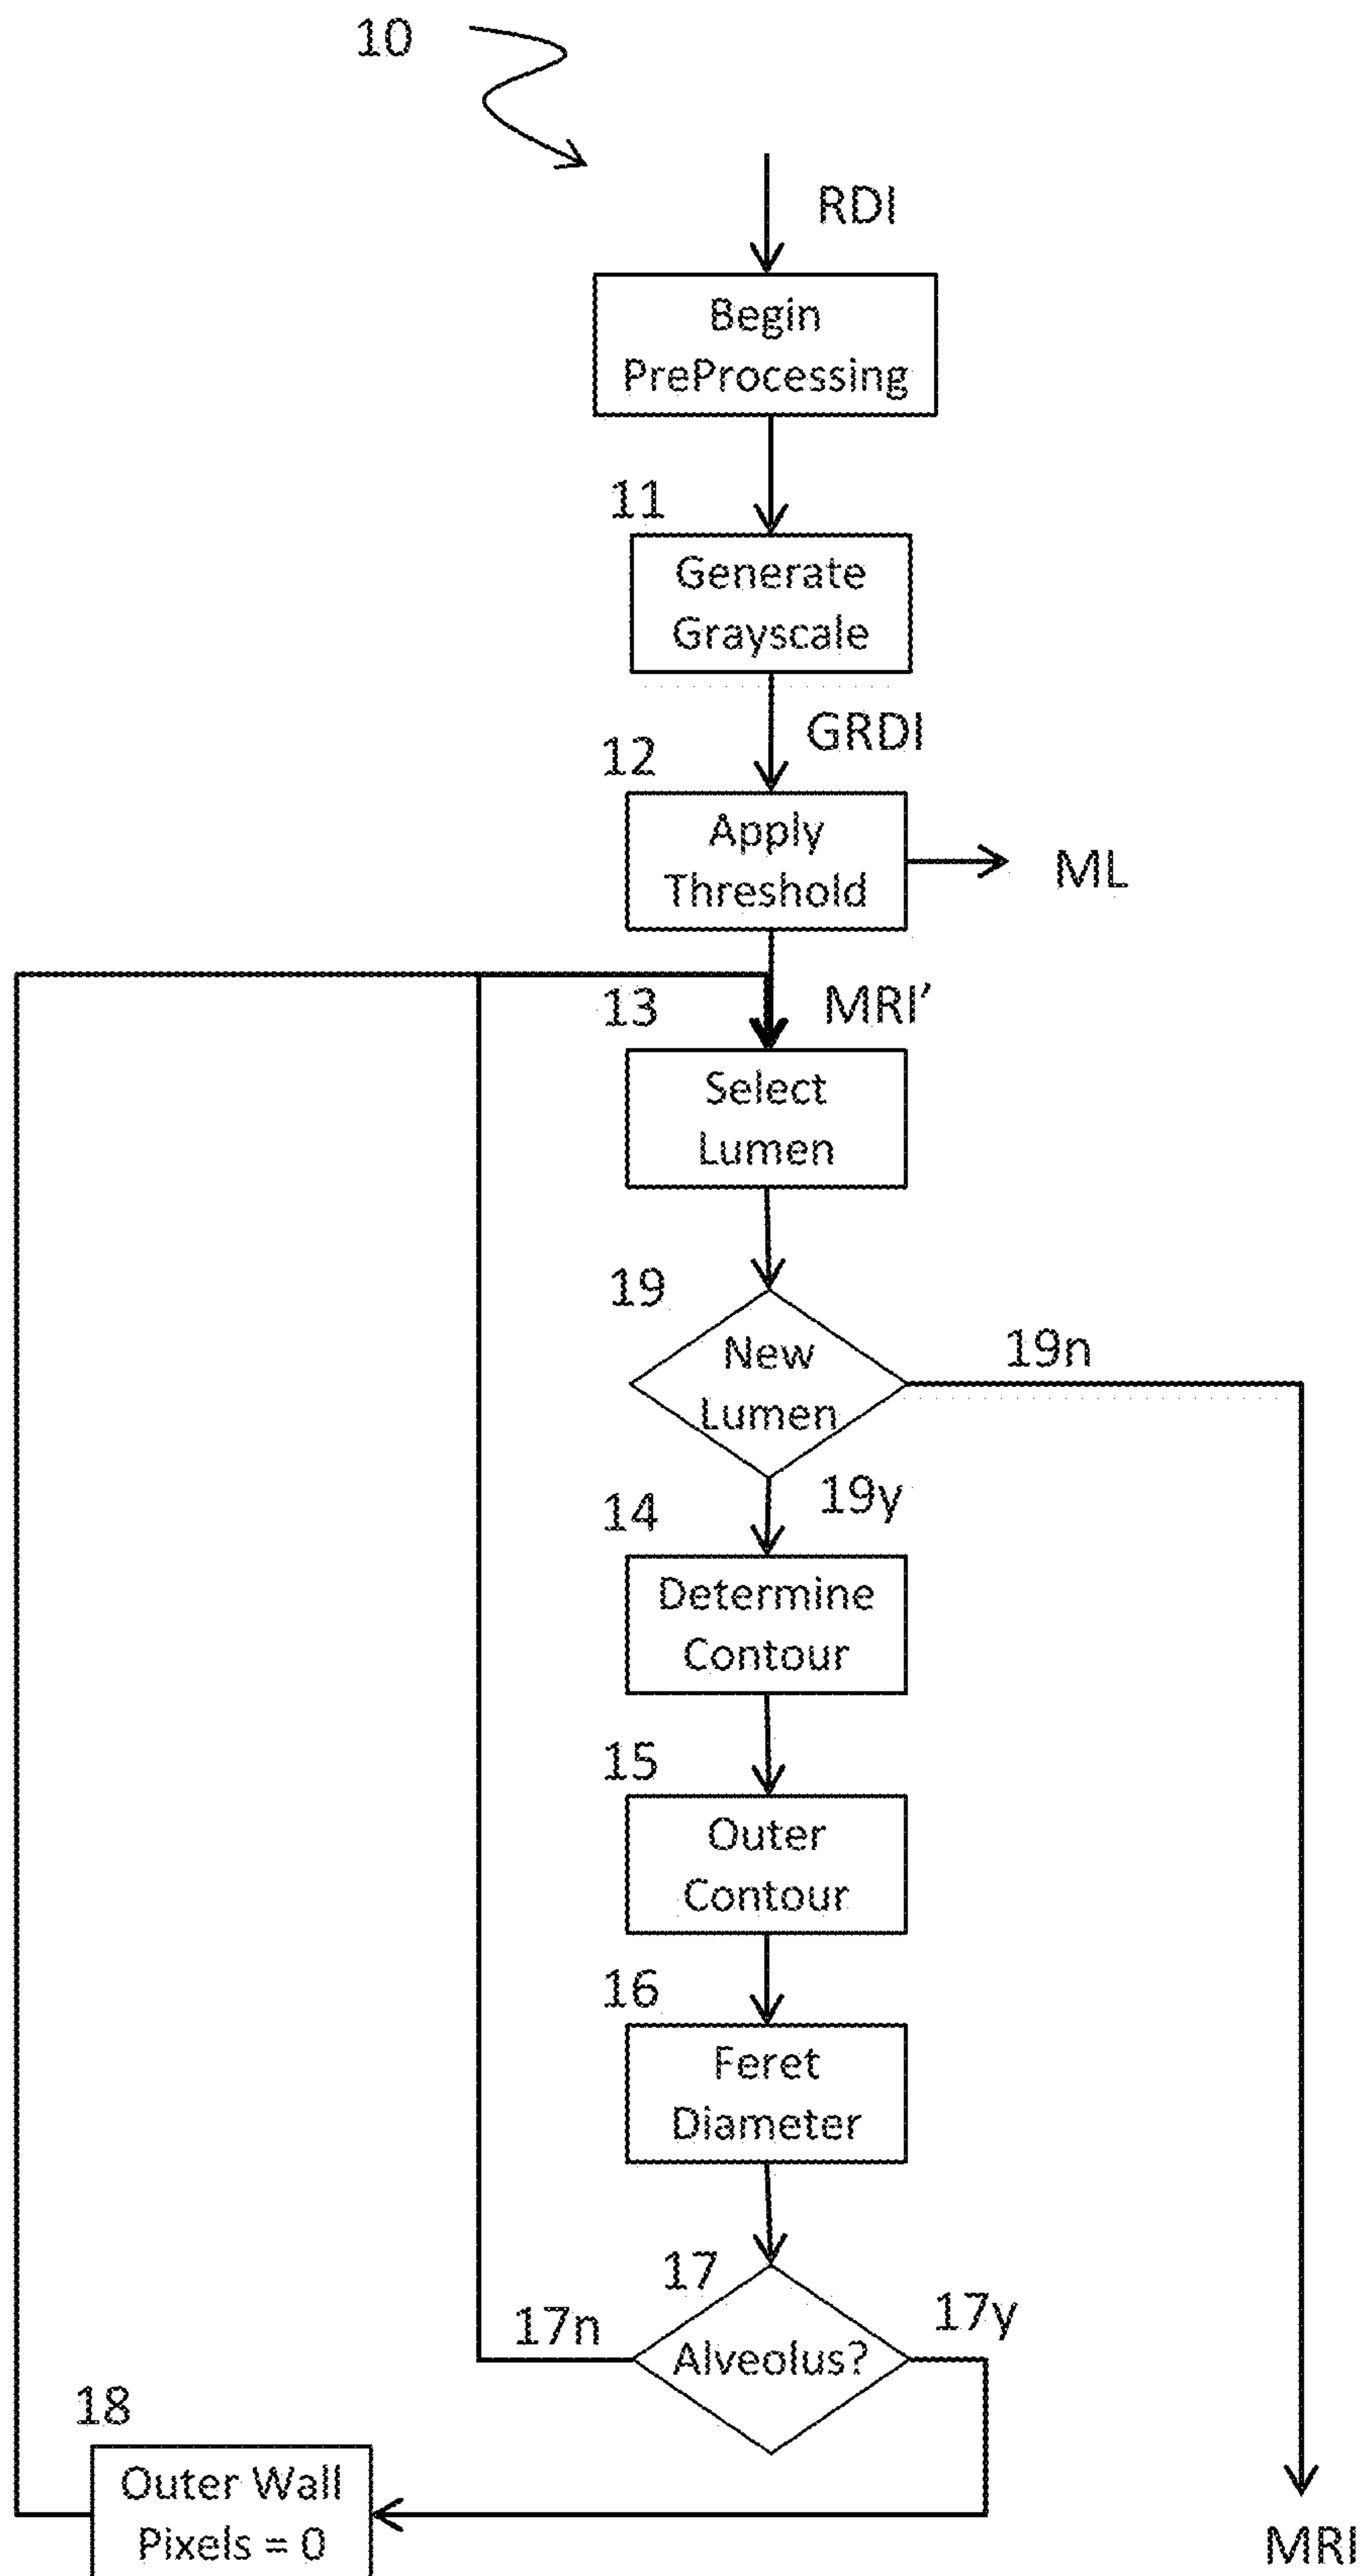 10
RDI
Begin
PreProcessing
11
Generate
Grayscale
GRDI
12
Apply
Threshold
ML
13
MRI’
Select
Lumen
19
New
Lumen
19n
19y
14
Determine
Contour
15
Outer
Contour
16
Feret
Diameter
17
17n
17y
Alveolus?
18
Outer Wall
Pixels = 0
MRI